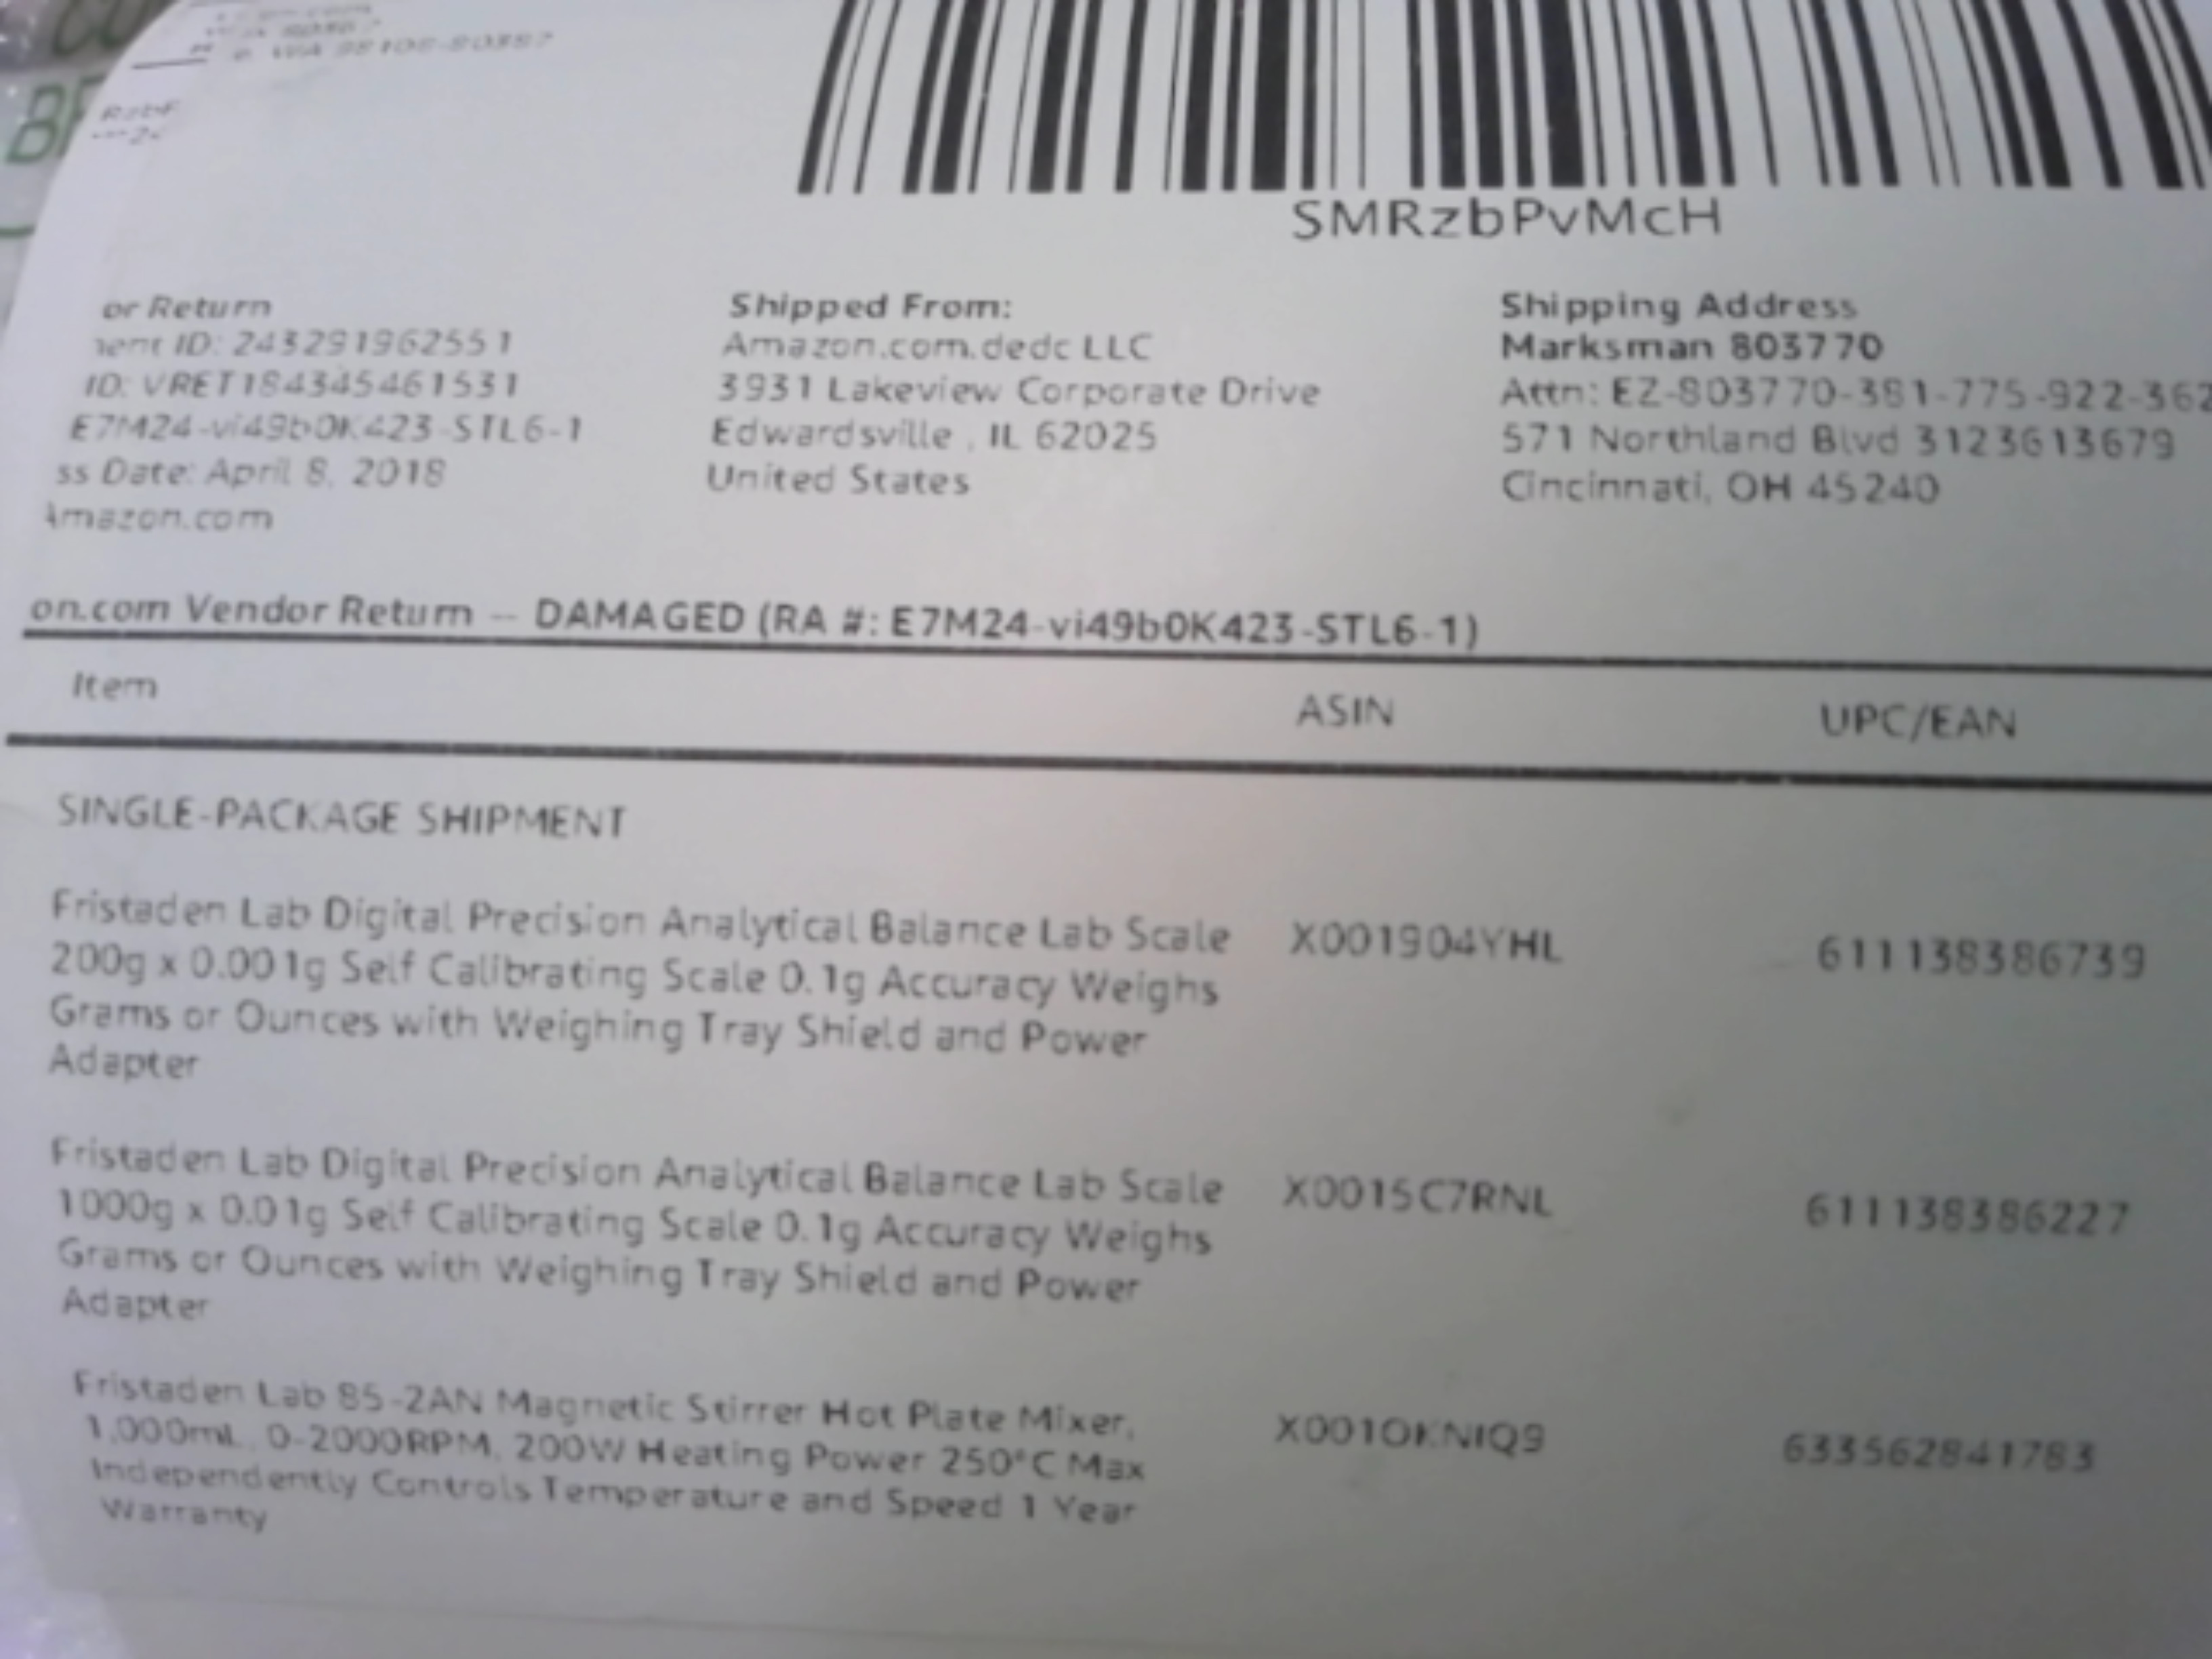 WA 98108-80387
SMRzbPvMcH
or Return
nent ID: 243291962551
ID: VRET184345461531
E7M24-vi49b0K423-STL6-1
ss Date: April 8, 2018
Amazon.com
Shipped From:
Amazon.com.dedc LLC
3931 Lakeview Corporate Drive
Edwardsville , IL 62025
United States
Shipping Address
Marksman 803770
Attn: EZ-803770-381-775-922-362
571 Northland Blvd 3123613679
Cincinnati, OH 45240
on.com Vendor Return -- DAMAGED (RA #: E7M24-vi49b0K423-STL6-1)
Item ASIN UPC/EAN
SINGLE-PACKAGE SHIPMENT
Fristaden Lab Digital Precision Analytical Balance Lab Scale X001904YHL 611138386739
200g x 0.001g Self Calibrating Scale 0.1g Accuracy Weighs
Grams or Ounces with Weighing Tray Shield and Power
Adapter
Fristaden Lab Digital Precision Analytical Balance Lab Scale X0015C7RNL 611138386227
1000g x 0.01g Self Calibrating Scale 0.1g Accuracy Weighs
Grams or Ounces with Weighing Tray Shield and Power
Adapter
Fristaden Lab 85-2AN Magnetic Stirrer Hot Plate Mixer, X001OKNIQ9 633562841783
1,000mL, 0-2000RPM, 200W Heating Power 250°C Max
Independently Controls Temperature and Speed 1 Year
Warranty